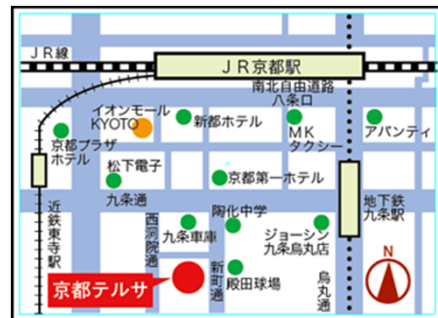 JR線
JR京都駅
南北自由道路
八条口
イオンモール
KYOTO
新都ホテル
MK
タクシー
アバンティ
京都プラザ
ホテル
松下電子
京都第一ホテル
九条通
地下鉄
九条駅
近鉄東寺駅
西洞院通
九条車庫
陶化中学
ジョーシン
九条烏丸店
新町通
殿田球場
烏丸通
京都テルサ
N